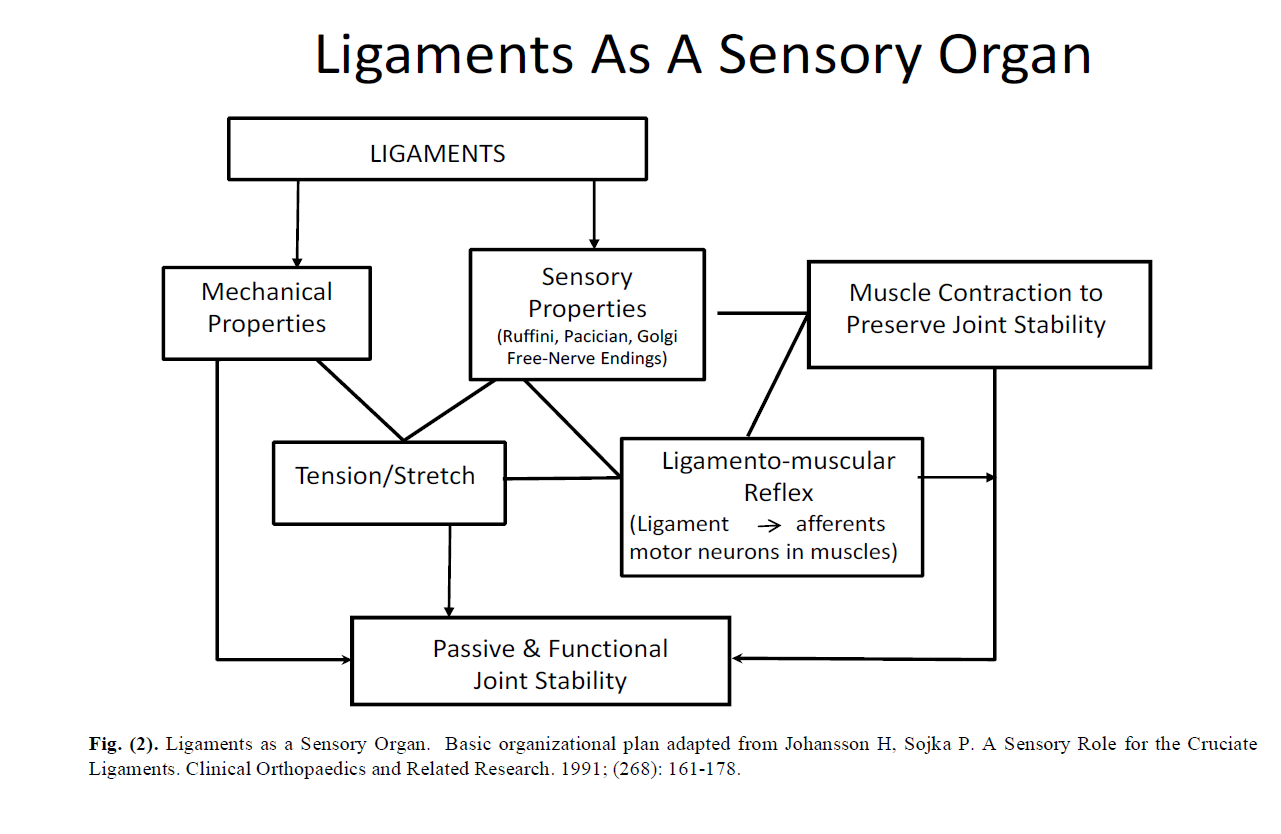 Ligaments As A Sensory Organ
LIGAMENTS
Mechanical
Properties
Sensory
Properties
(Ruffini, Pacician, Golgi
Free-Nerve Endings)
Muscle Contraction to
Preserve Joint Stability
Tension/Stretch
Ligamento-muscular
Reflex
(Ligament → afferents
motor neurons in muscles)
Passive & Functional
Joint Stability
Fig. (2). Ligaments as a Sensory Organ. Basic organizational plan adapted from Johansson H, Sojka P. A Sensory Role for the Cruciate
Ligaments. Clinical Orthopaedics and Related Research. 1991; (268): 161-178.